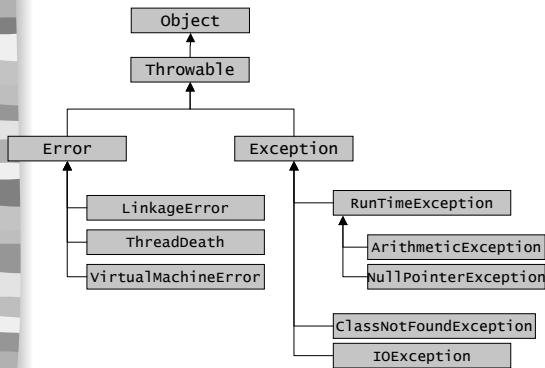 Object
Throwable
Error
Exception
LinkageError
ThreadDeath
VirtualMachineError
RunTimeException
ArithmeticException
NullPointerException
ClassNotFoundException
IOException